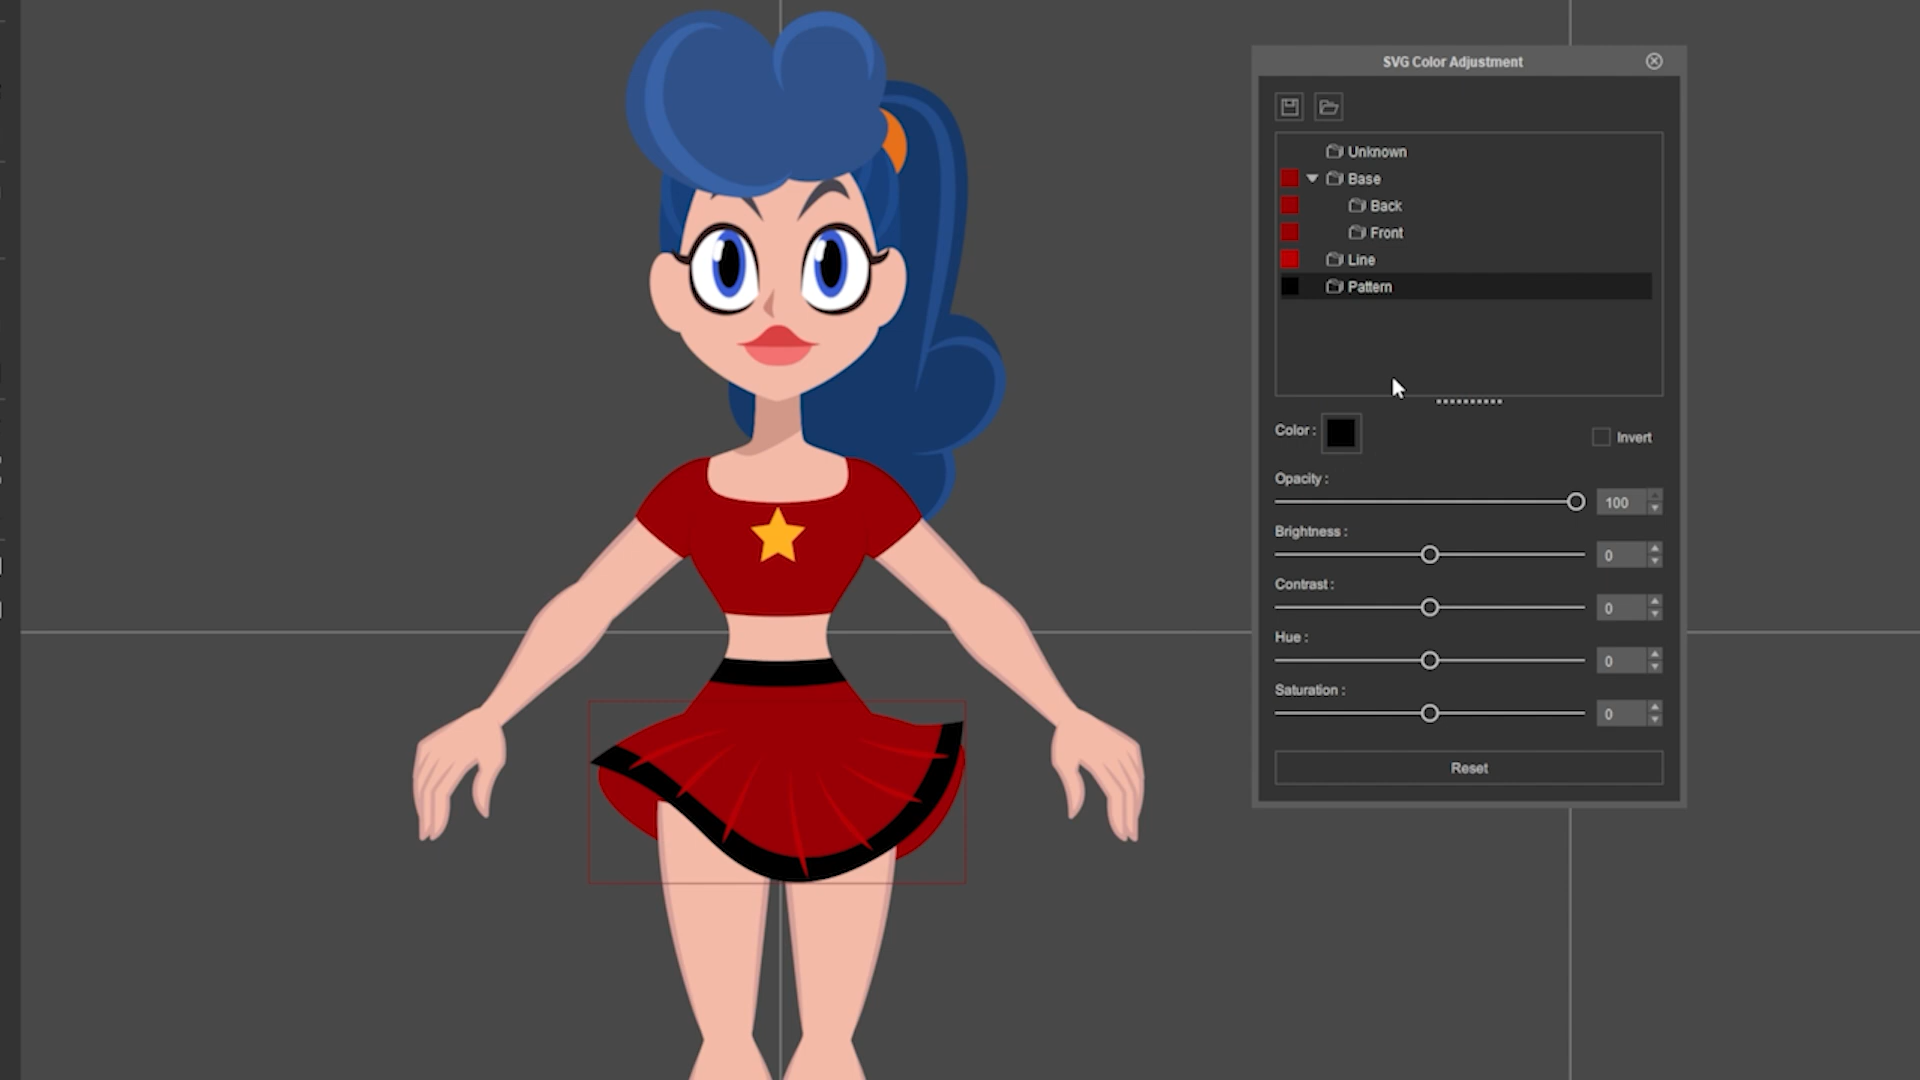 SVG Color Adjustment
Unknown
Base
Back
Front
Line
Pattern
Color :
Invert
Opacity :
100
Brightness :
0
Contrast :
0
Hue :
0
Saturation :
0
Reset